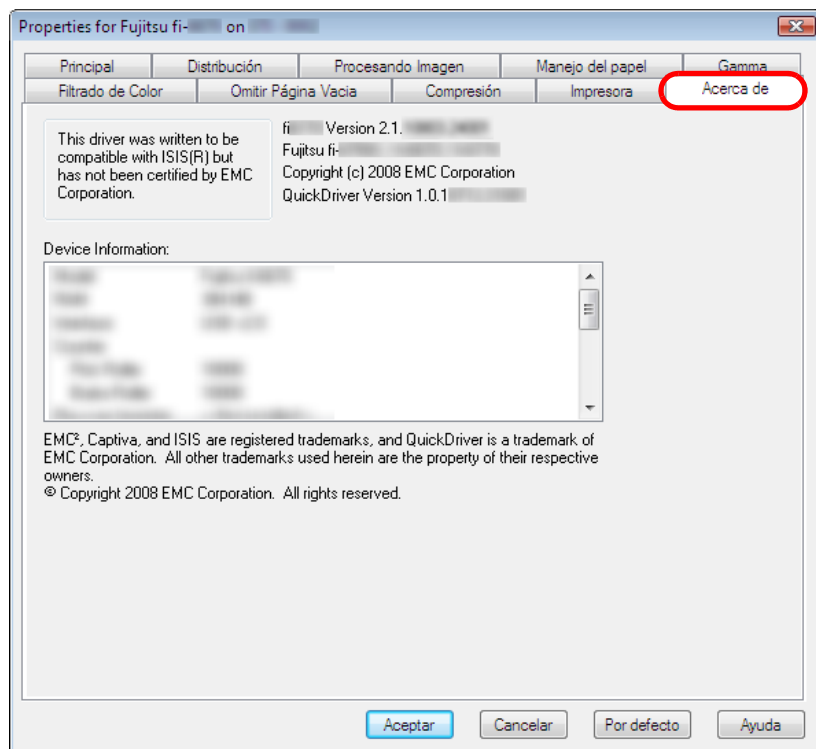 Properties for Fujitsu fi- on
Principal Distribución Procesando Imagen Manejo del papel Gamma
Filtrado de Color Omitir Página Vacia Compresión Impresora Acerca de
This driver was written to be
compatible with ISIS(R) but
has not been certified by EMC
Corporation.
fi Version 2.1.
Fujitsu fi-
Copyright (c) 2008 EMC Corporation
QuickDriver Version 1.0.1
Device Information:
EMC², Captiva, and ISIS are registered trademarks, and QuickDriver is a trademark of
EMC Corporation. All other trademarks used herein are the property of their respective
owners.
© Copyright 2008 EMC Corporation. All rights reserved.
Aceptar Cancelar Por defecto Ayuda